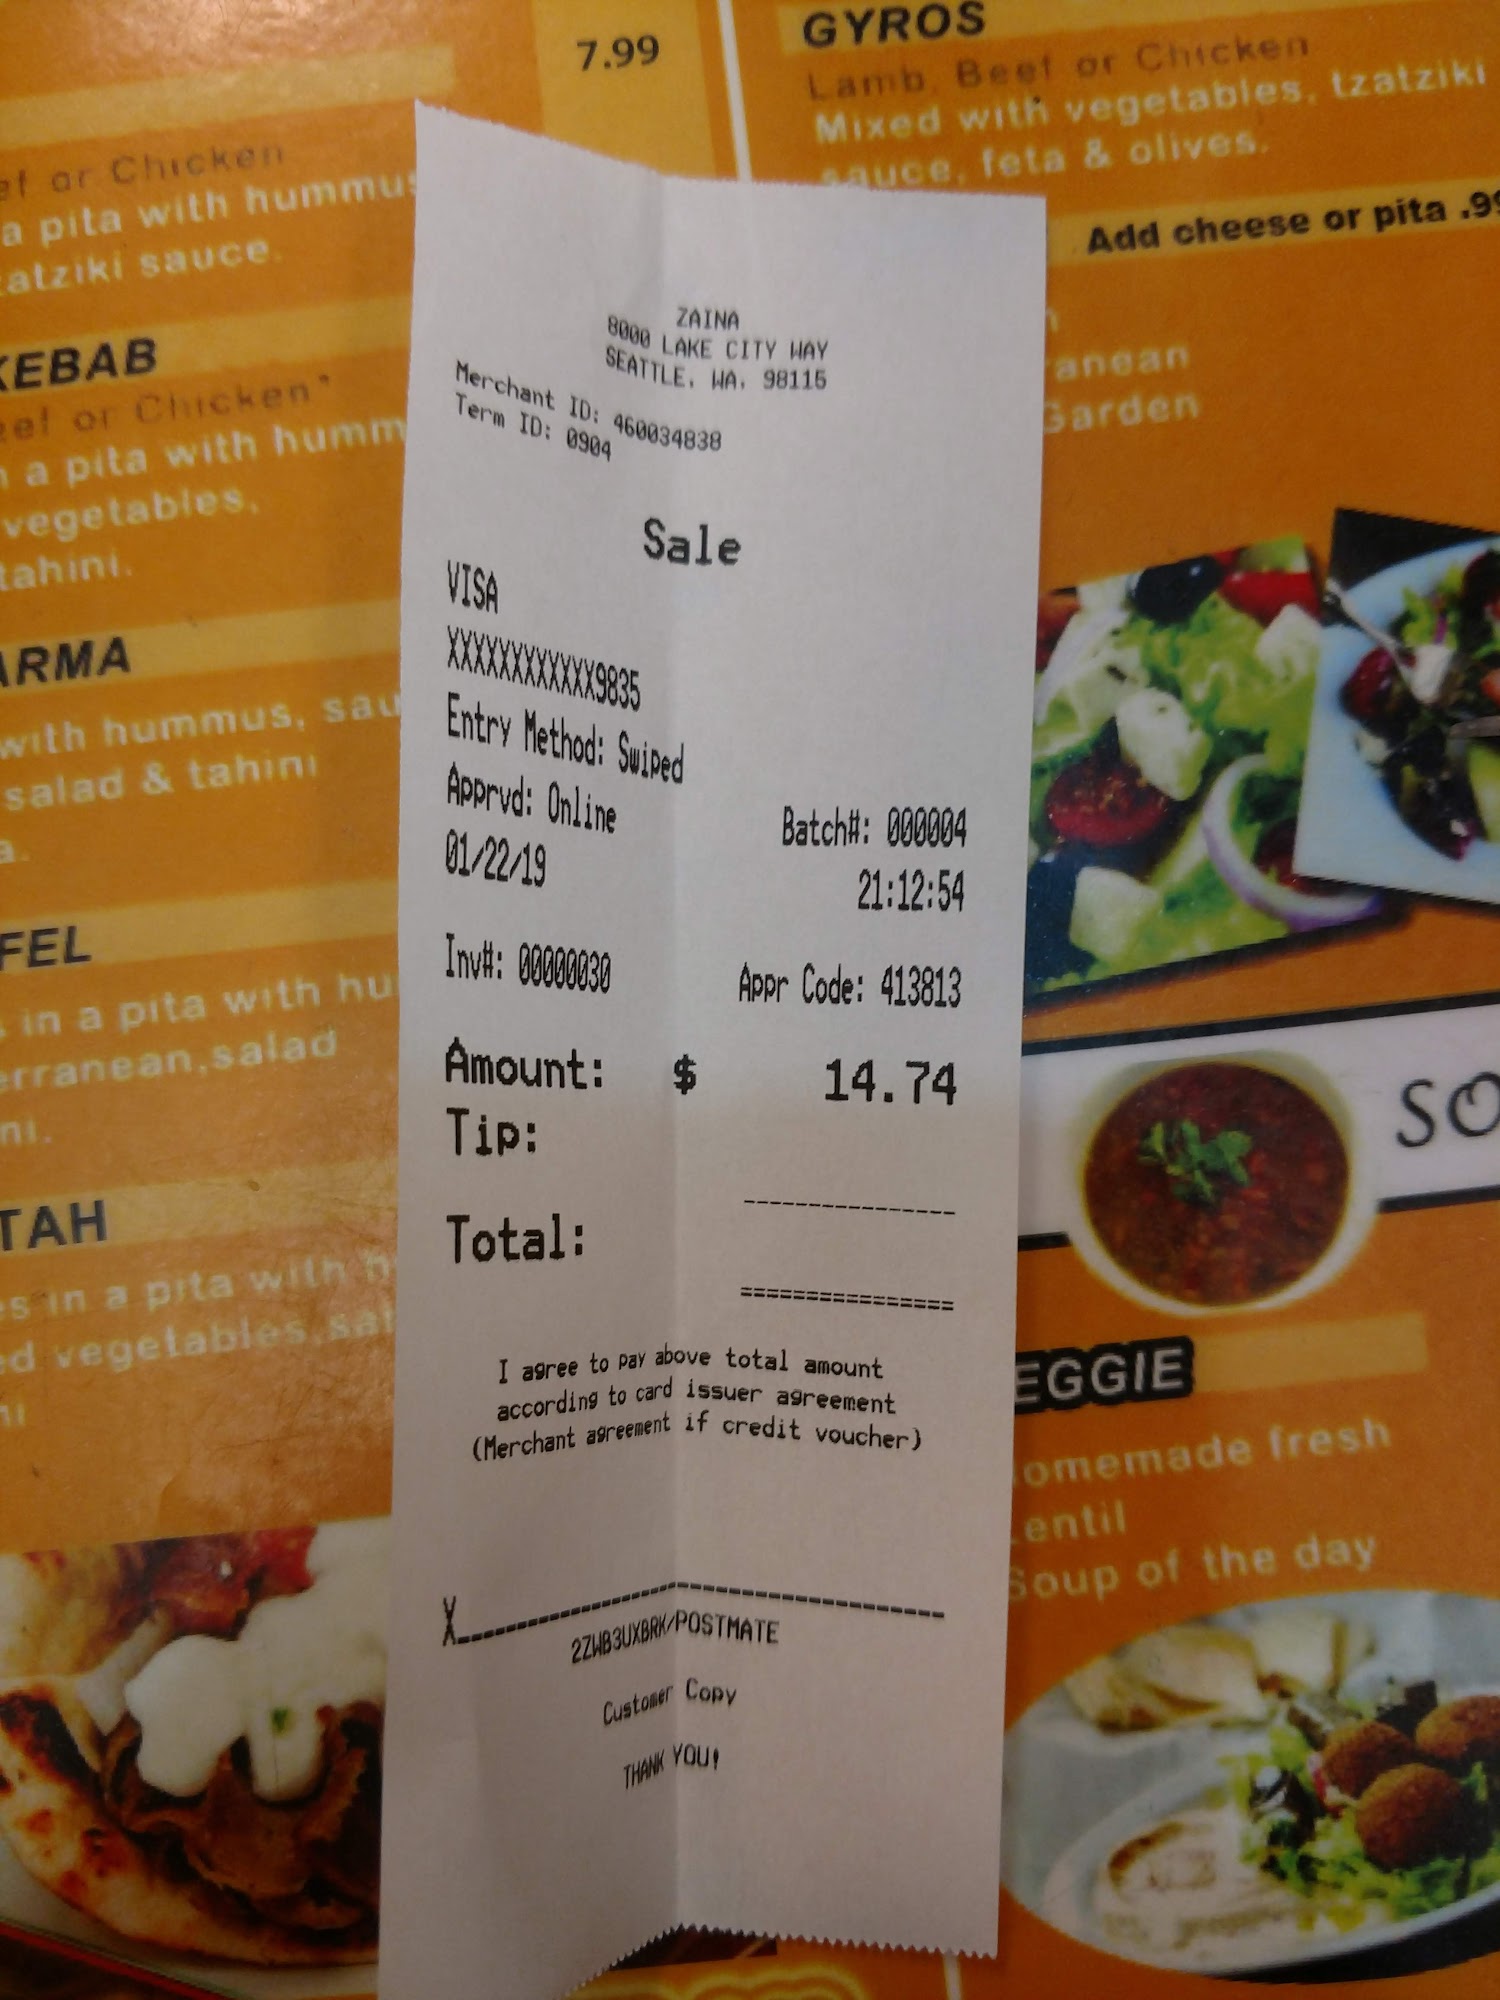 7.99
ef or Chicken
a pita with hummus
sauce.
KEBAB
or Chicken
a pita with humm
vegetables,
tahini.
ARMA
with hummus, sau
salad & tahini
a.
FEL
in a pita with hu
salad
ni.
TAH
es in a pita with h
ed vegetables,
GYROS
Lamb, Beef or Chicken
Mixed with vegetables, tzatziki
sauce, feta & olives.
Add cheese or pita .99
anean
Garden
SO
EGGIE
omemade fresh
entil
Soup of the day
ZAINA
8000 LAKE CITY WAY
SEATTLE, WA, 98115
Merchant ID: 460034838
Term ID: 0904
Sale
VISA
XXXXXXXXXXXX9835
Entry Method: Swiped
Apprvd: Online Batch#: 000004
01/22/19 21:12:54
Inv#: 00000030 Appr Code: 413813
Amount: $ 14.74
Tip:
Total:
I agree to pay above total amount
according to card issuer agreement
(Merchant agreement if credit voucher)
X
2ZWB3UXBRK/POSTMATE
Customer Copy
THANK YOU!